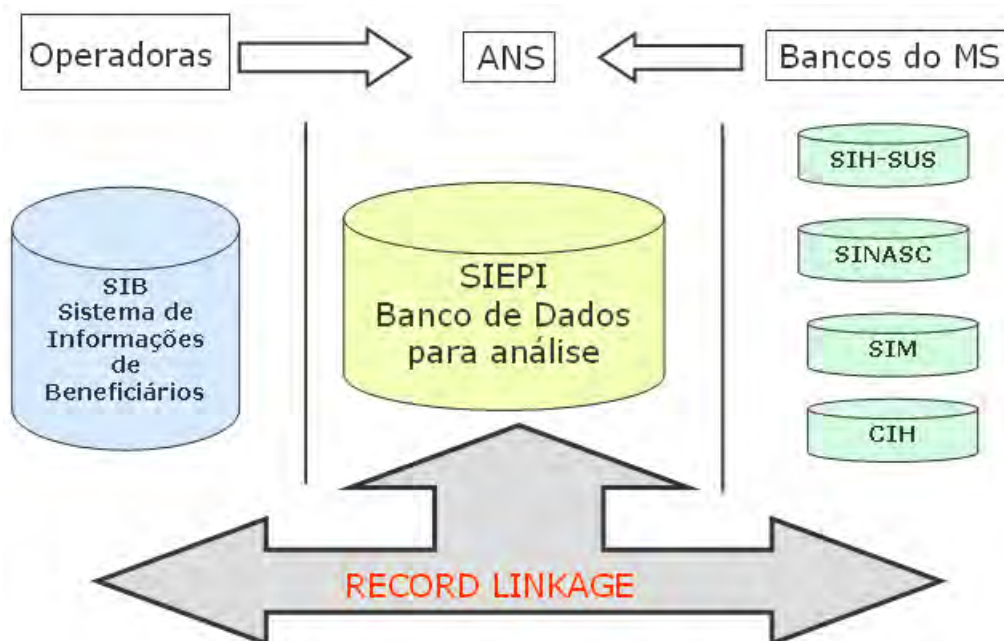 Operadoras
ANS
Bancos do MS
SIB
Sistema de
Informações
de
Beneficiários
SIEPI
Banco de Dados
para análise
SIH-SUS
SINASC
SIM
CIH
RECORD LINKAGE